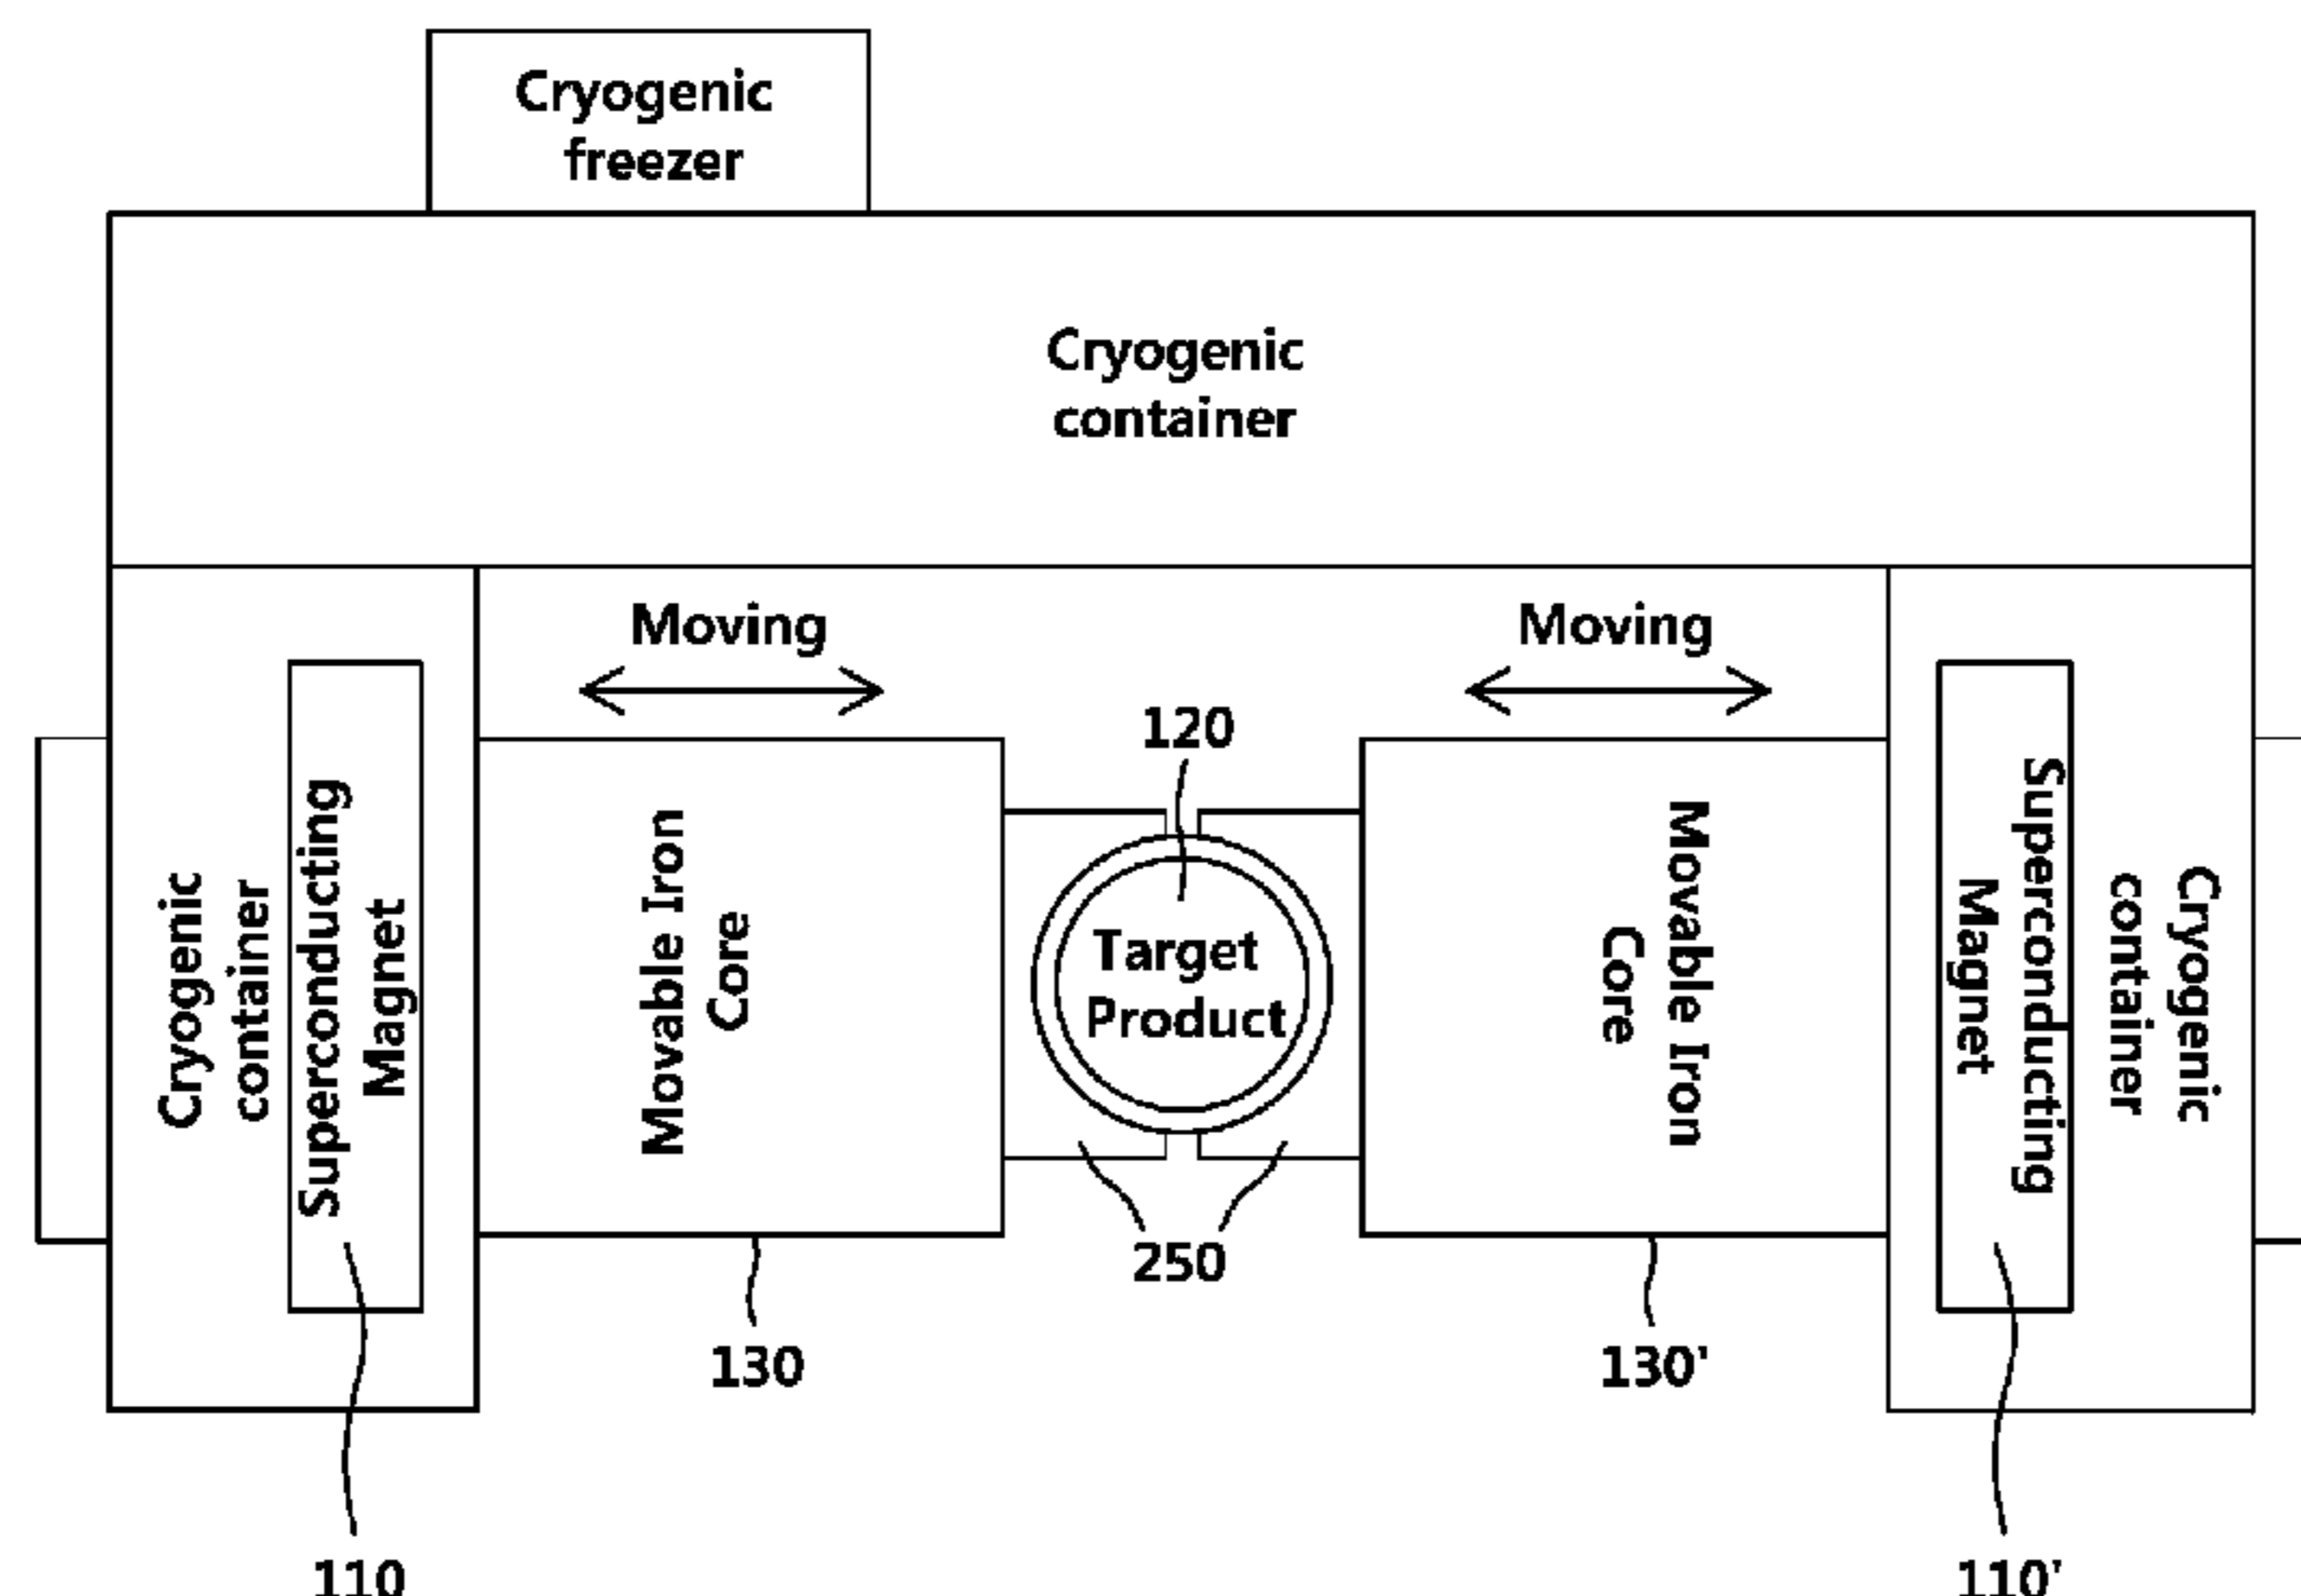 Cryogenic
freezer
Cryogenic
container
Moving
Moving
120
Cryogenic
container
Superconducting
Magnet
Movable Iron
Core
Target
Product
Movable Iron
Core
Superconducting
Magnet
Cryogenic
container
250
130
130'
110
110'